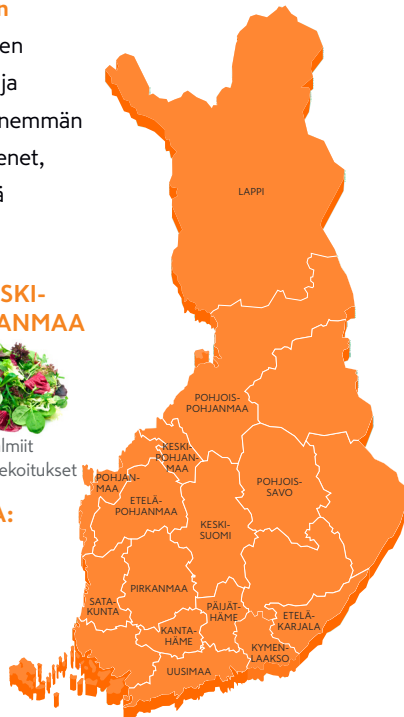 n
en
ja
nemmän
enet,
ä
SKI-
ANMAA
lmiit
ekoitukset
A:
LAPPI
POHJOIS-
POHJANMAA
KESKI-
POHJAN-
MAA
POHJAN-
MAA
ETELÄ-
POHJANMAA
POHJOIS-
SAVO
KESKI-
SUOMI
PIRKANMAA
SATA-
KUNTA
PÄIJÄT-
HÄME
ETELÄ-
KARJALA
KANTA-
HÄME
KYMEN-
LAAKSO
UUSIMAA